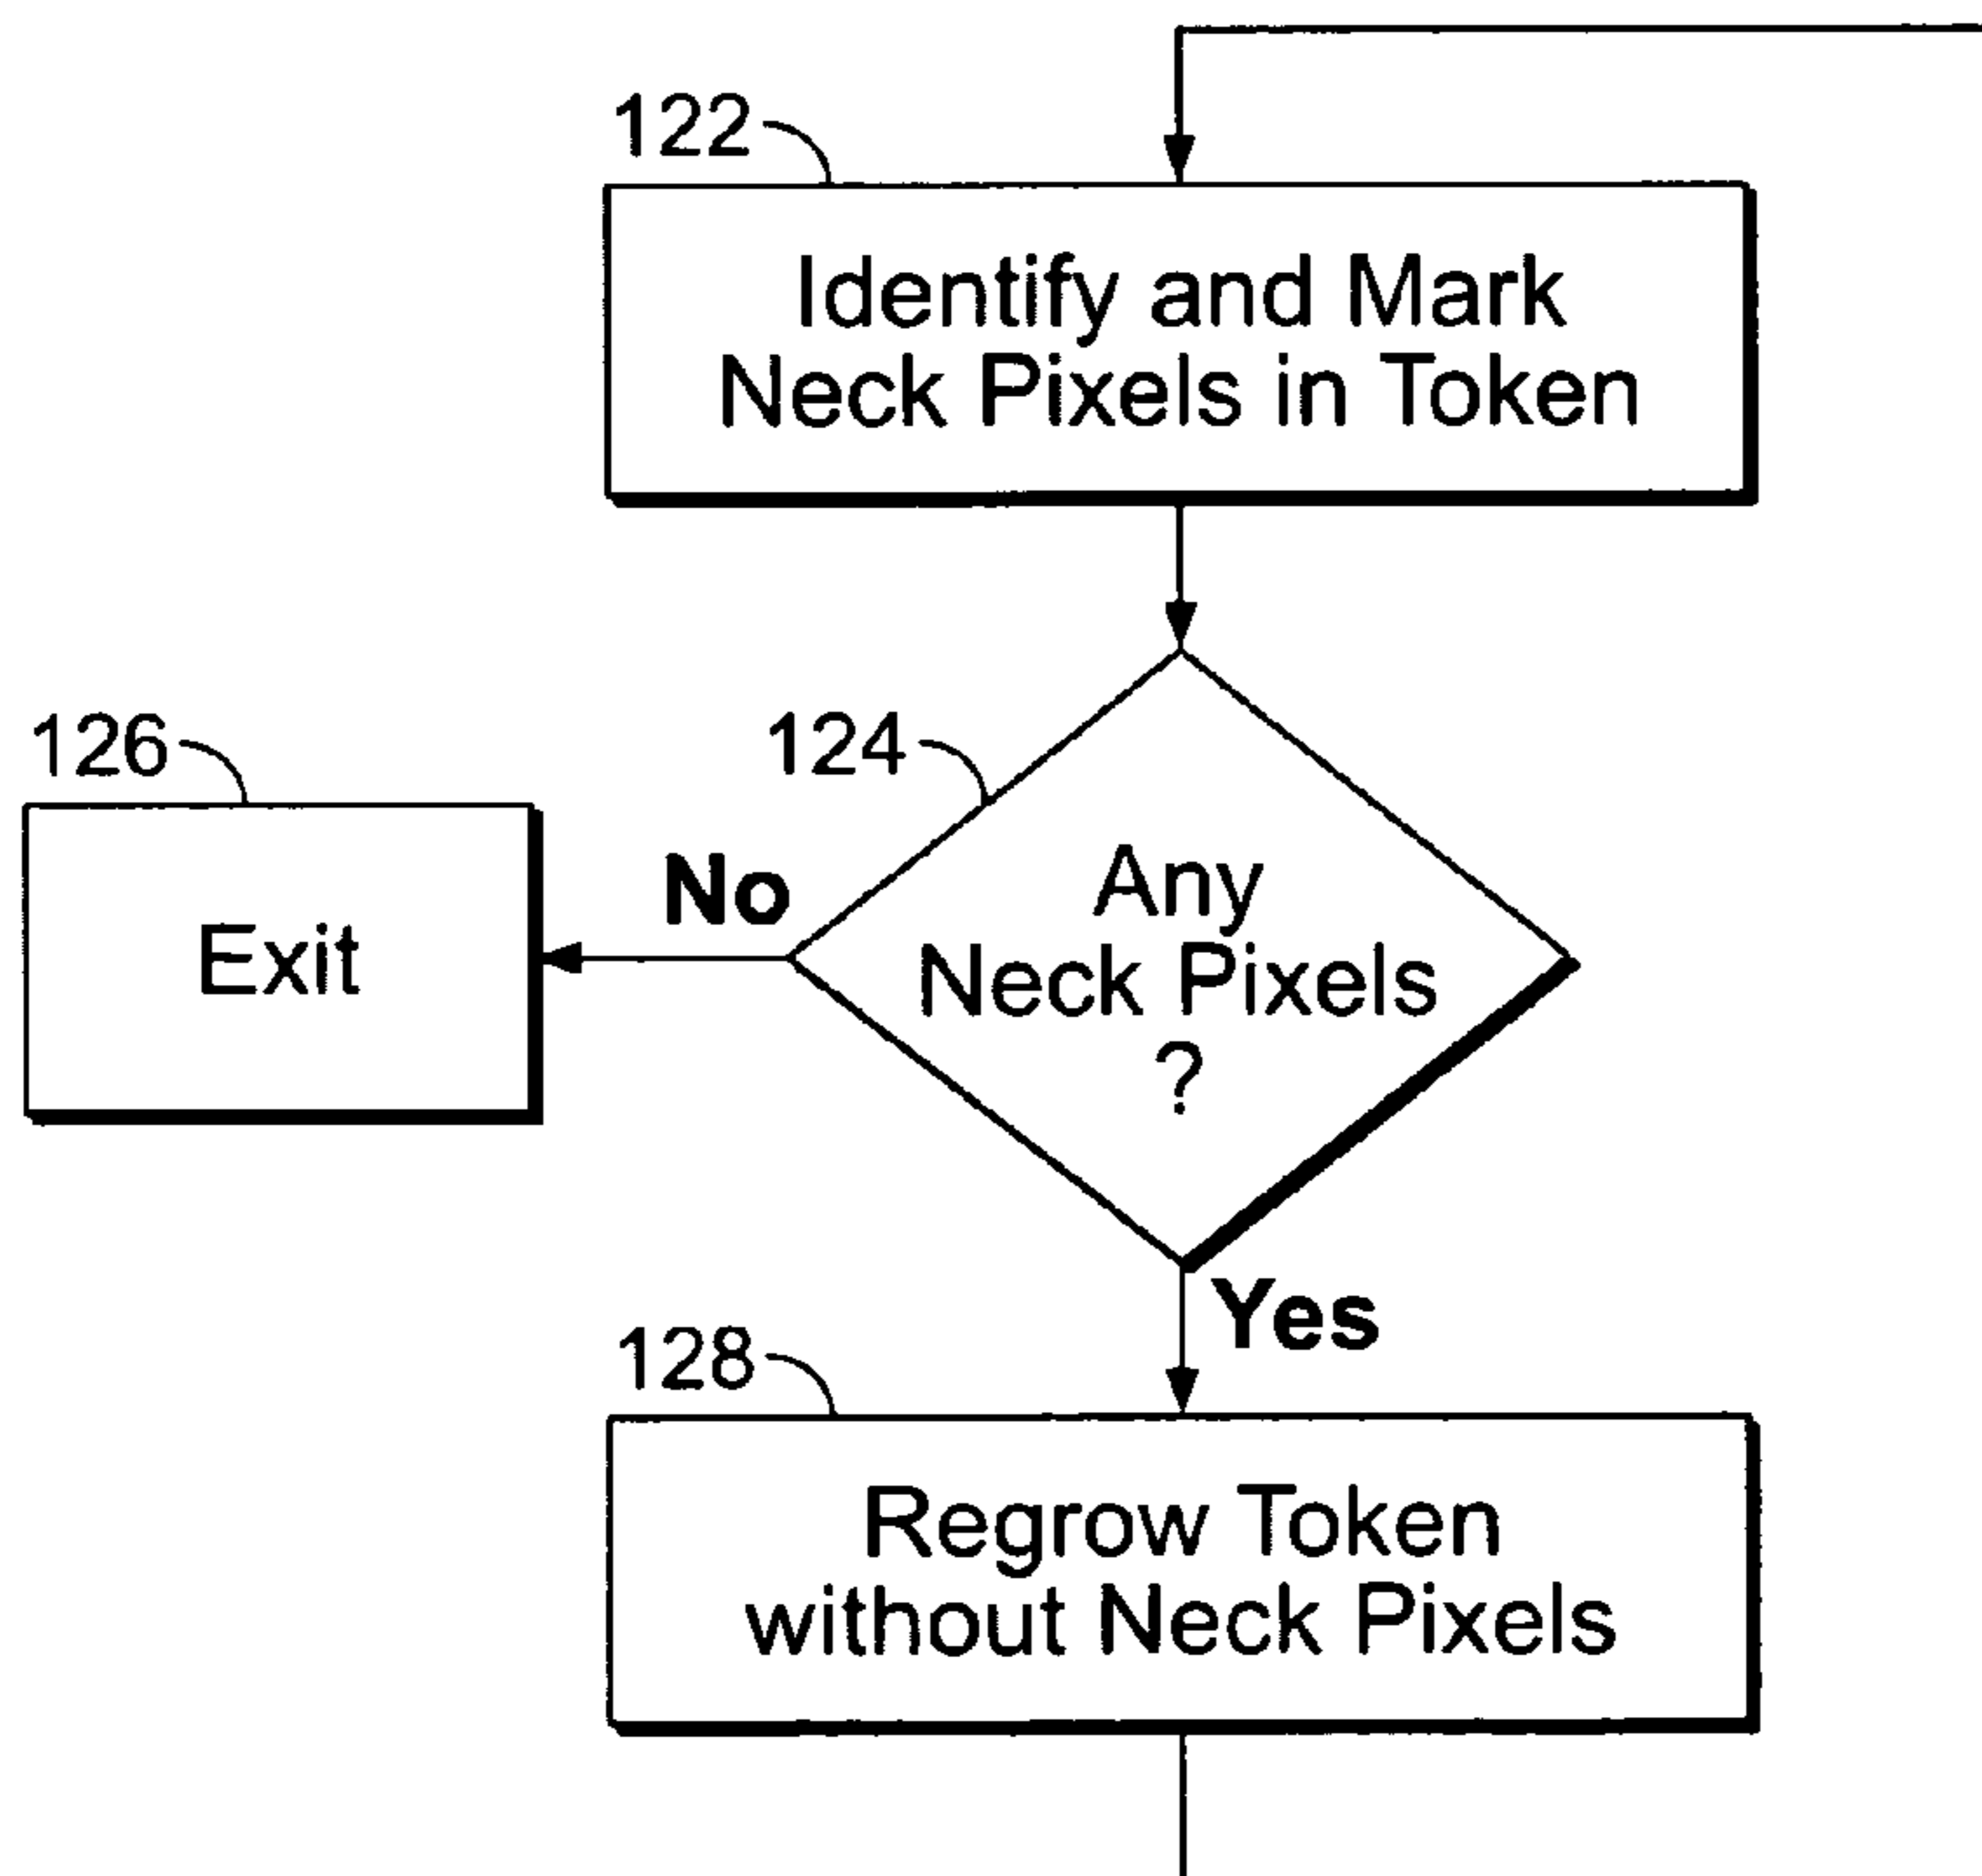 122
Identify and Mark
Neck Pixels in Token
126
124
No
Any
Neck Pixels
?
Exit
Yes
128
Regrow Token
without Neck Pixels